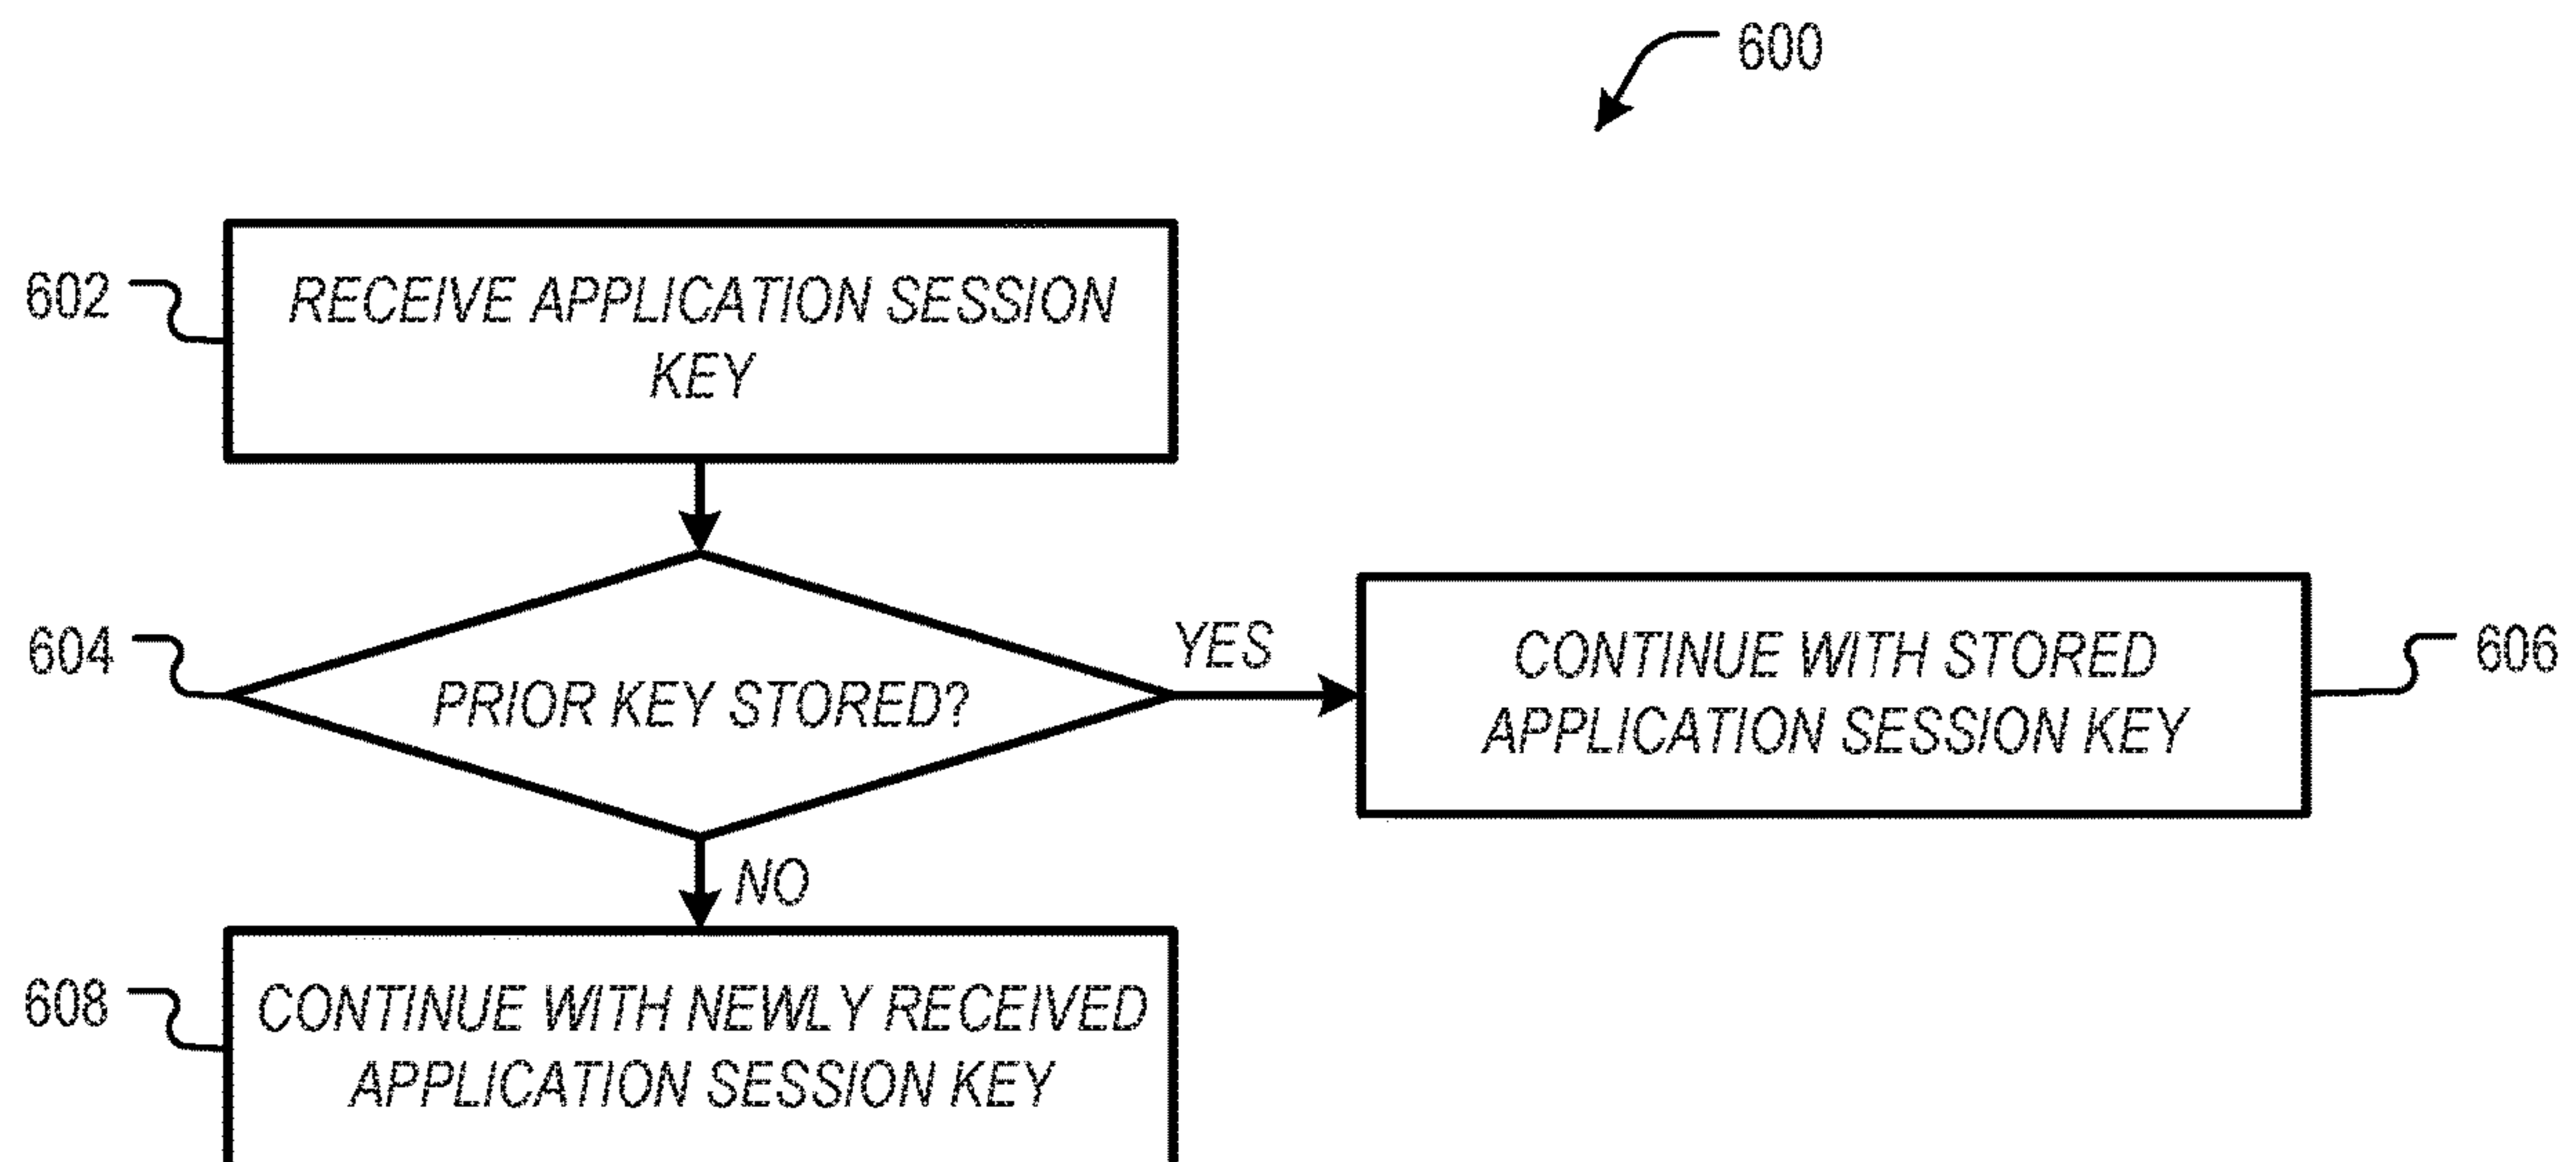 600
602
RECEIVE APPLICATION SESSION
KEY
604
PRIOR KEY STORED?
YES
CONTINUE WITH STORED
APPLICATION SESSION KEY
606
NO
608
CONTINUE WITH NEWLY RECEIVED
APPLICATION SESSION KEY